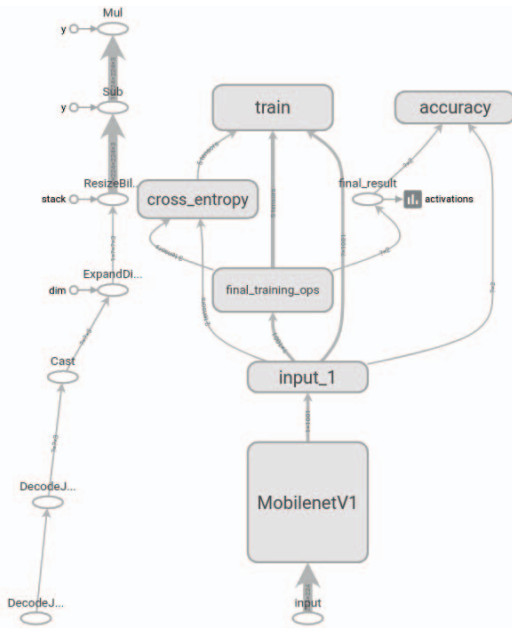 Mul
y
Sub
y
train
accuracy
ResizeBil...
stack
cross_entropy
final_result
activations
ExpandDi...
dim
final_training_ops
Cast
input_1
DecodeJ...
MobilenetV1
DecodeJ...
input